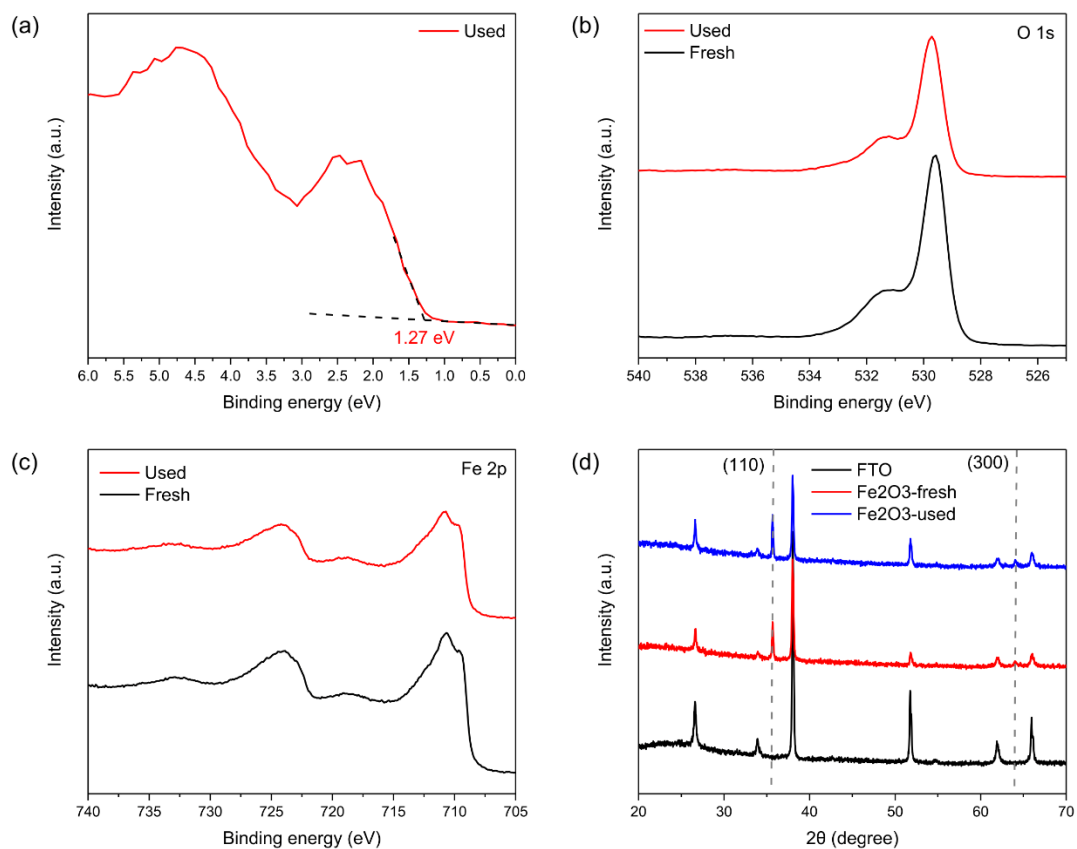 (a)
Used
Intensity (a.u.)
1.27 eV
6.0 5.5 5.0 4.5 4.0 3.5 3.0 2.5 2.0 1.5 1.0 0.5 0.0
Binding energy (eV)
(b)
Used
Fresh
O 1s
Intensity (a.u.)
540 538 536 534 532 530 528 526
Binding energy (eV)
(c)
Used
Fresh
Fe 2p
Intensity (a.u.)
740 735 730 725 720 715 710 705
Binding energy (eV)
(d)
(110)
(300)
FTO
Fe2O3-fresh
Fe2O3-used
Intensity (a.u.)
20 30 40 50 60 70
2θ (degree)